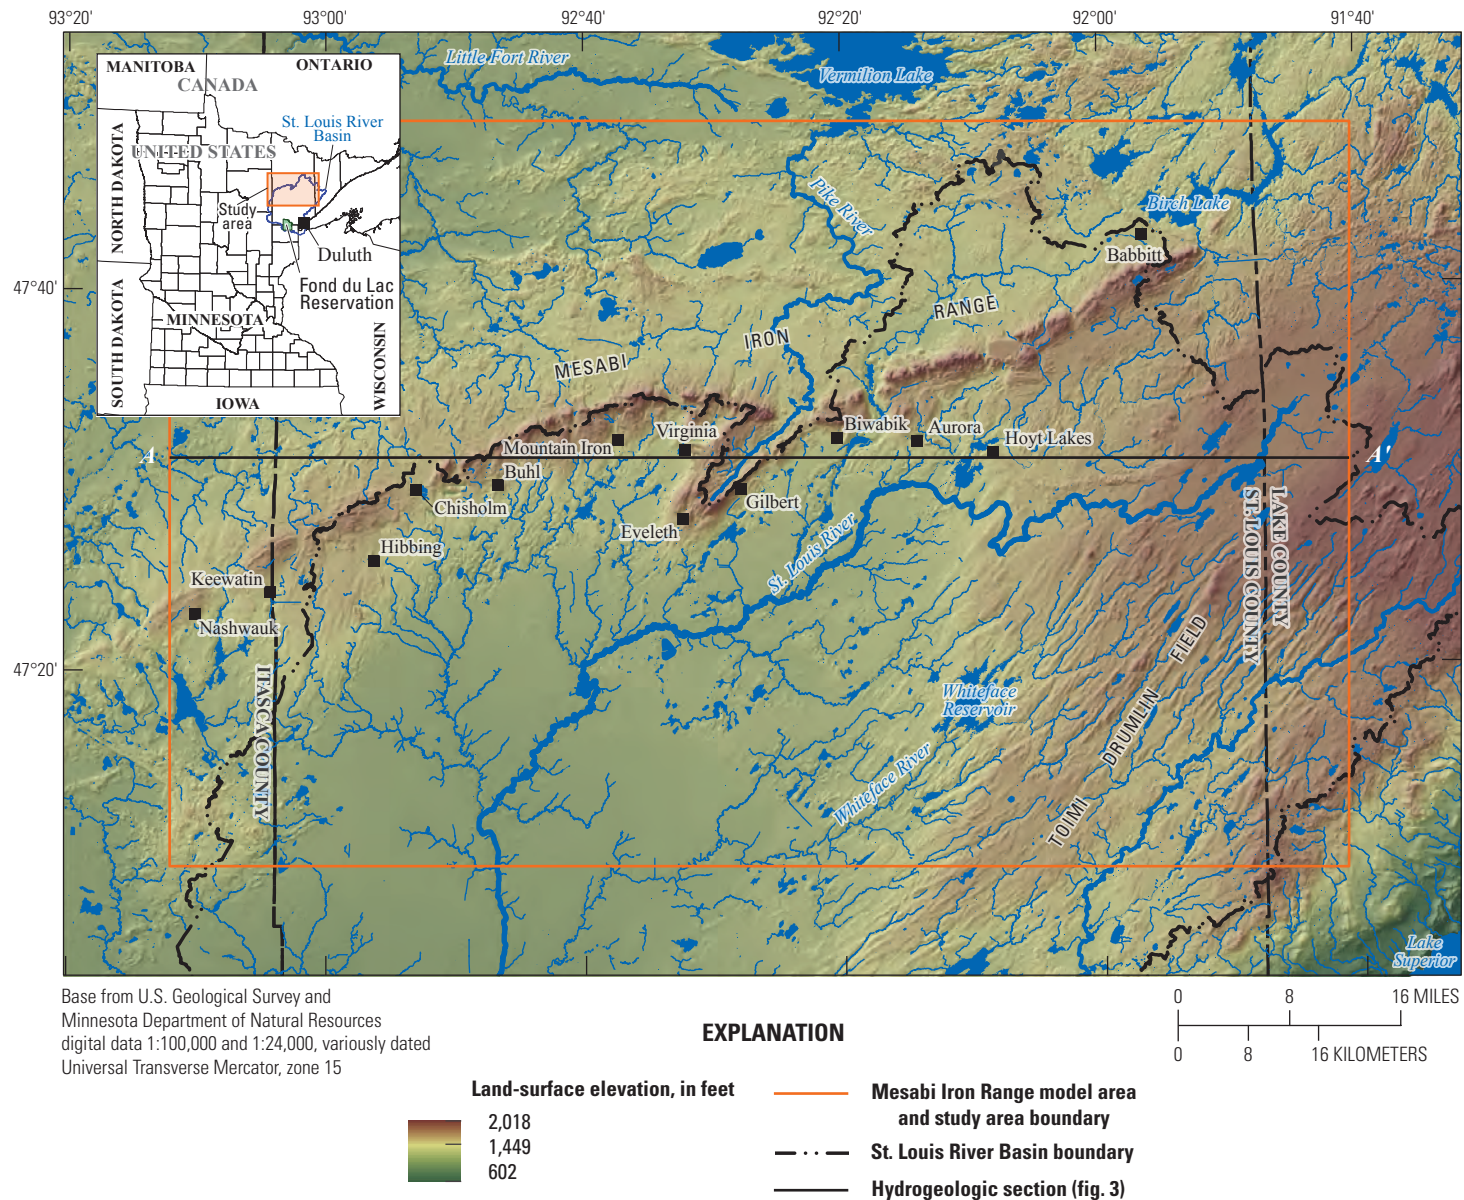 93°20'
93°00'
92°40'
92°20'
92°00'
91°40'
47°40'
47°20'
MANITOBA
ONTARIO
CANADA
St. Louis River
Basin
UNITED STATES
NORTH DAKOTA
Study
area
Duluth
Fond du Lac
Reservation
SOUTH DAKOTA
MINNESOTA
WISCONSIN
IOWA
Little Fort River
Vermilion Lake
Pike River
Birch Lake
Babbitt
MESABI
IRON
RANGE
Mountain Iron
Virginia
Biwabik
Aurora
Hoyt Lakes
A
A'
Buhl
Chisholm
Gilbert
Eveleth
Hibbing
Keewatin
Nashwauk
St. Louis River
LAKE COUNTY
ST. LOUIS COUNTY
ITASCA COUNTY
Whiteface
Reservoir
Whiteface River
TOIMI
DRUMLIN
FIELD
Lake
Superior
Base from U.S. Geological Survey and
Minnesota Department of Natural Resources
digital data 1:100,000 and 1:24,000, variously dated
Universal Transverse Mercator, zone 15
0 8 16 MILES
0 8 16 KILOMETERS
EXPLANATION
Land-surface elevation, in feet
2,018
1,449
602
Mesabi Iron Range model area
and study area boundary
St. Louis River Basin boundary
Hydrogeologic section (fig. 3)